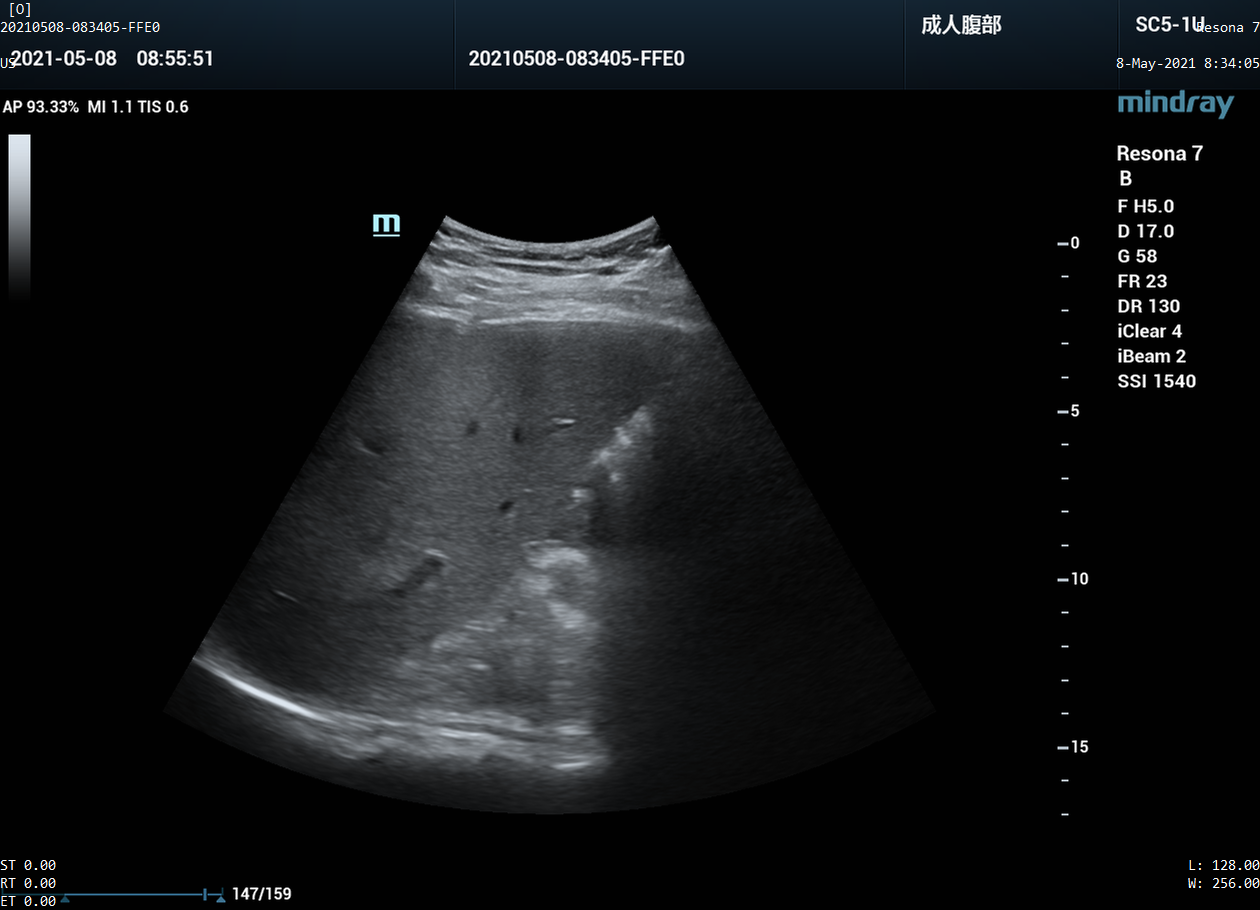 [O]
20210508-083405-FFE0
成人腹部
SC5-1U
Resona 7
US
2021-05-08 08:55:51
20210508-083405-FFE0
8-May-2021 8:34:05
AP 93.33% MI 1.1 TIS 0.6
mindray
Resona 7
B
m
F H5.0
D 17.0
G 58
FR 23
DR 130
iClear 4
iBeam 2
SSI 1540
0
5
10
15
ST 0.00
RT 0.00
ET 0.00
147/159
L: 128.00
W: 256.00